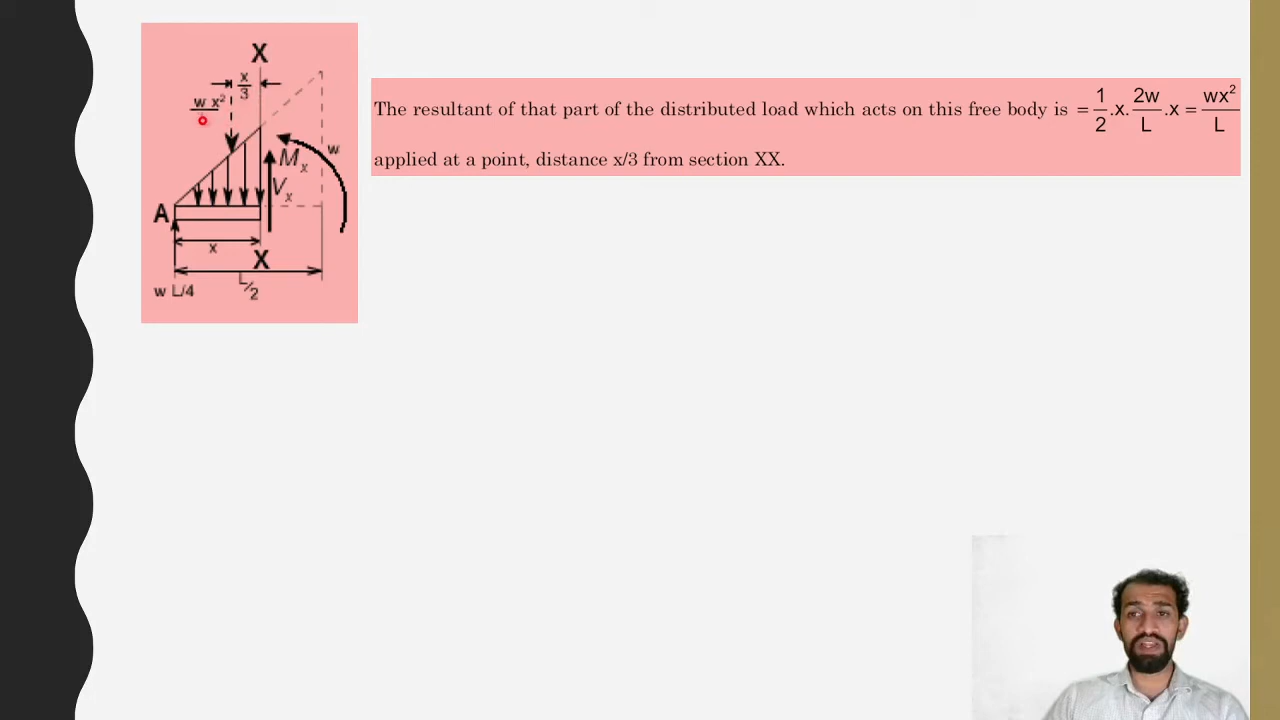 X
x/3
w x²
M x
w
V x
A
x
X
L/2
w L/4
The resultant of that part of the distributed load which acts on this free body is = 1/2 .x. 2w/L .x = wx²/L
applied at a point, distance x/3 from section XX.